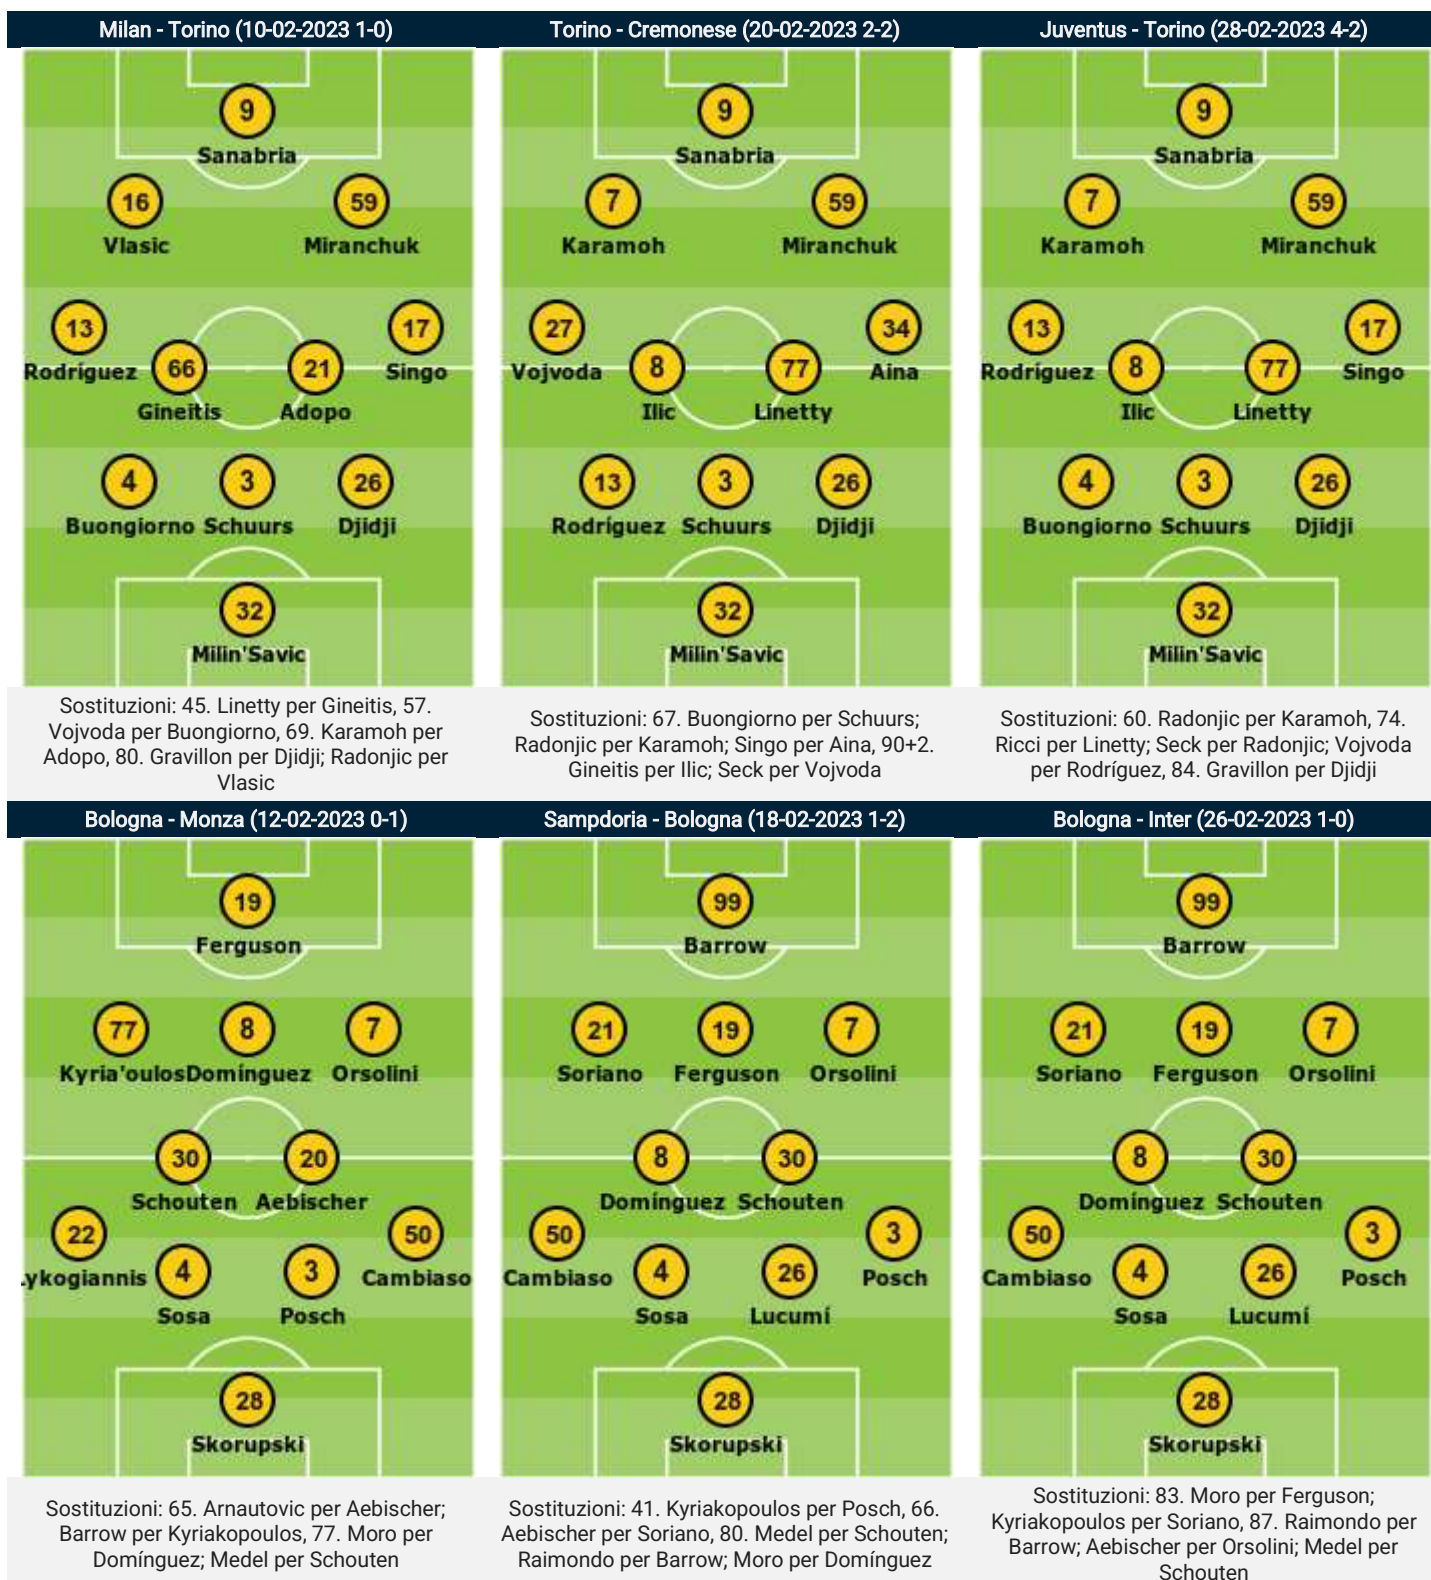 Milan - Torino (10-02-2023 1-0)
9
Sanabria
16 59
Vlasic Miranchuk
13 17
Rodríguez 66 21 Singo
Gineitis Adopo
4 3 26
Buongiorno Schuurs Djidji
32
Milin'Savic
Sostituzioni: 45. Linetty per Gineitis, 57.
Vojvoda per Buongiorno, 69. Karamoh per
Adopo, 80. Gravillon per Djidji; Radonjic per
Vlasic
Torino - Cremonese (20-02-2023 2-2)
9
Sanabria
7 59
Karamoh Miranchuk
27 34
Vojvoda 8 77 Aina
Ilic Linetty
13 3 26
Rodríguez Schuurs Djidji
32
Milin'Savic
Sostituzioni: 67. Buongiorno per Schuurs;
Radonjic per Karamoh; Singo per Aina, 90+2.
Gineitis per Ilic; Seck per Vojvoda
Juventus - Torino (28-02-2023 4-2)
9
Sanabria
7 59
Karamoh Miranchuk
13 17
Rodríguez 8 77 Singo
Ilic Linetty
4 3 26
Buongiorno Schuurs Djidji
32
Milin'Savic
Sostituzioni: 60. Radonjic per Karamoh, 74.
Ricci per Linetty; Seck per Radonjic; Vojvoda
per Rodríguez, 84. Gravillon per Djidji
Bologna - Monza (12-02-2023 0-1)
19
Ferguson
77 8 7
Kyria'oulos Domínguez Orsolini
30 20
Schouten Aebischer
22 50
ykogiannis 4 3 Cambiaso
Sosa Posch
28
Skorupski
Sostituzioni: 65. Arnautovic per Aebischer;
Barrow per Kyriakopoulos, 77. Moro per
Domínguez; Medel per Schouten
Sampdoria - Bologna (18-02-2023 1-2)
99
Barrow
21 19 7
Soriano Ferguson Orsolini
8 30
Domínguez Schouten
50 3
Cambiaso 4 26 Posch
Sosa Lucumí
28
Skorupski
Sostituzioni: 41. Kyriakopoulos per Posch, 66.
Aebischer per Soriano, 80. Medel per Schouten;
Raimondo per Barrow; Moro per Domínguez
Bologna - Inter (26-02-2023 1-0)
99
Barrow
21 19 7
Soriano Ferguson Orsolini
8 30
Domínguez Schouten
50 3
Cambiaso 4 26 Posch
Sosa Lucumí
28
Skorupski
Sostituzioni: 83. Moro per Ferguson;
Kyriakopoulos per Soriano, 87. Raimondo per
Barrow; Aebischer per Orsolini; Medel per
Schouten